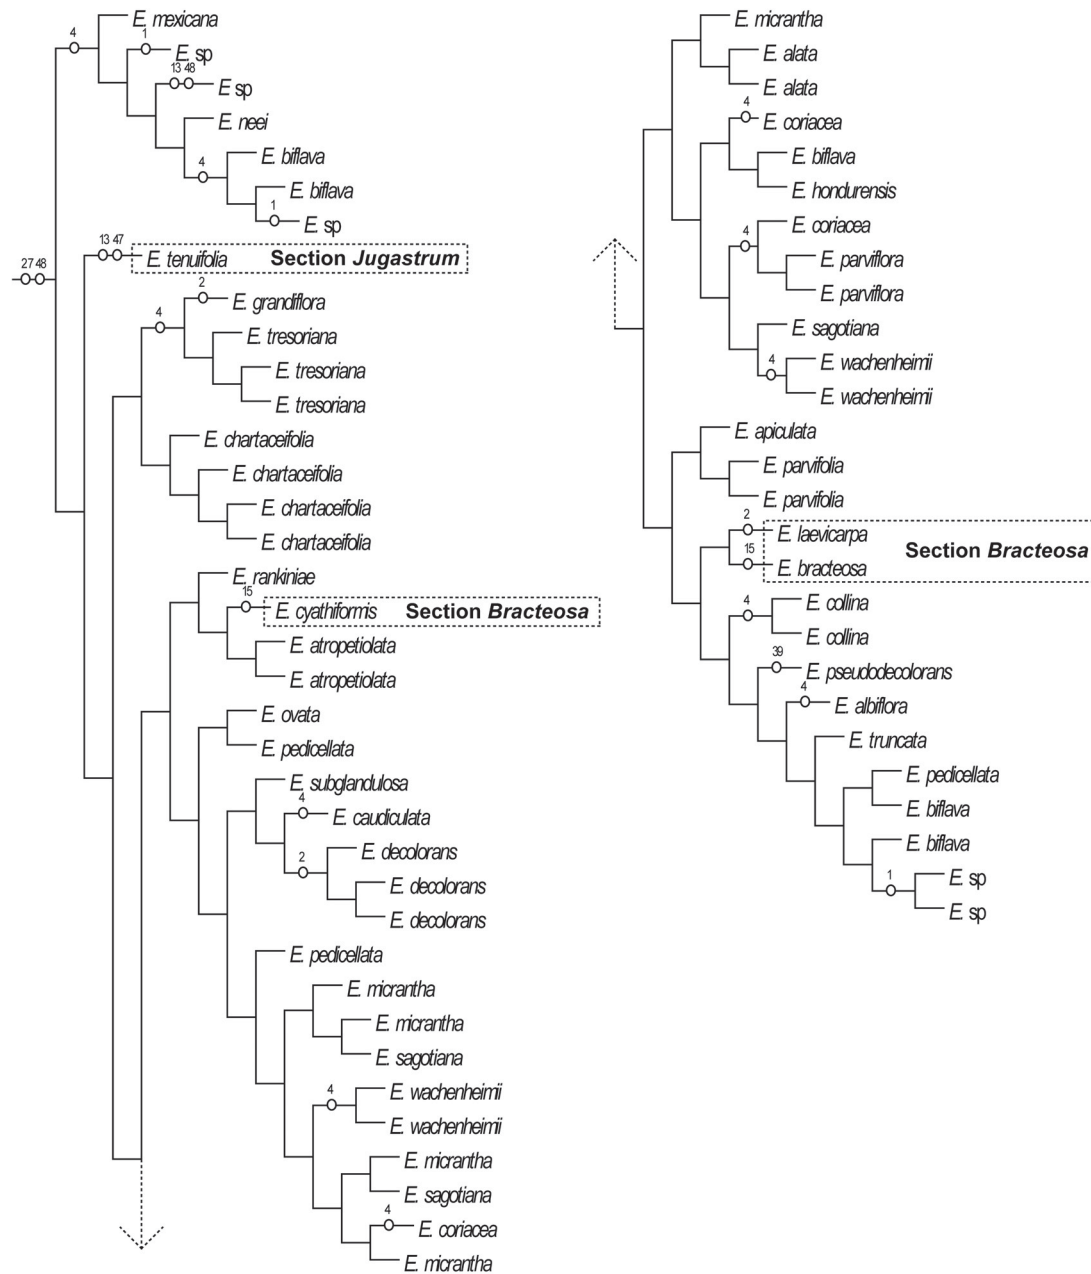 E. mexicana
4
1
E. sp
13 48
E sp
E. neei
4
E. biflava
E. biflava
1
E. sp
27 48
13 47
E. tenuifolia Section Jugastrum
2
E. grandiflora
4
E. tresoriana
E. tresoriana
E. tresoriana
E. chartaceifolia
E. chartaceifolia
E. chartaceifolia
E. chartaceifolia
E. rankiniae
15
E. cyathiformis Section Bracteosa
E. atropetiolata
E. atropetiolata
E. ovata
E. pedicellata
E. subglandulosa
4
E. caudiculata
E. decolorans
2
E. decolorans
E. decolorans
E. pedicellata
E. micrantha
E. micrantha
E. sagotiana
4
E. wachenheimii
E. wachenheimii
E. micrantha
E. sagotiana
4
E. coriacea
E. micrantha
E. micrantha
E. alata
E. alata
4
E. coriacea
E. biflava
E. hondurensis
E. coriacea
4
E. parviflora
E. parviflora
E. sagotiana
4
E. wachenheimii
E. wachenheimii
E. apiculata
E. parvifolia
E. parvifolia
2
E. laevicarpa
Section Bracteosa
15
E. bracteosa
4
E. collina
E. collina
39
E. pseudodecolorans
4
E. albiflora
E. truncata
E. pedicellata
E. biflava
E. biflava
1
E. sp
E. sp